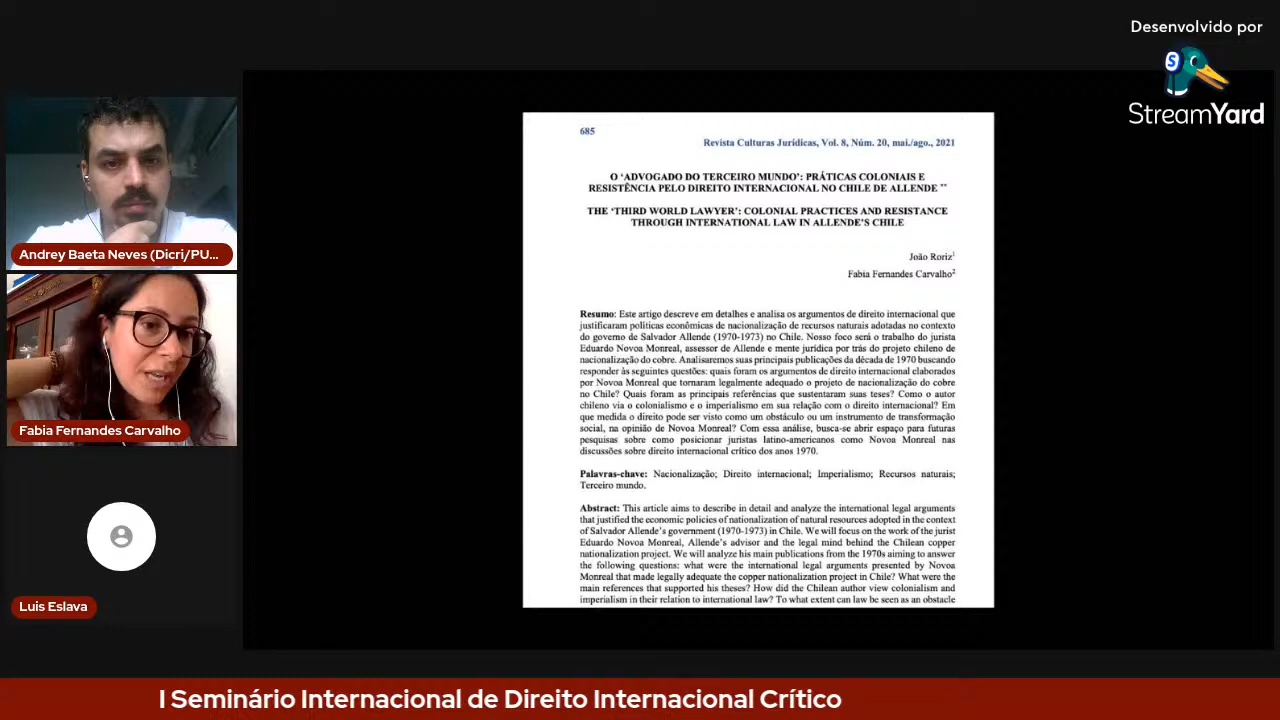 Desenvolvido por
StreamYard
Andrey Baeta Neves (Dicri/PU...
Fabia Fernandes Carvalho
Luis Eslava
685
Revista Culturas Jurídicas, Vol. 8, Núm. 20, mai./ago., 2021
O ‘ADVOGADO DO TERCEIRO MUNDO’: PRÁTICAS COLONIAIS E
RESISTÊNCIA PELO DIREITO INTERNACIONAL NO CHILE DE ALLENDE **
THE ‘THIRD WORLD LAWYER’: COLONIAL PRACTICES AND RESISTANCE
THROUGH INTERNATIONAL LAW IN ALLENDE’S CHILE
João Roriz¹
Fabia Fernandes Carvalho²
Resumo: Este artigo descreve em detalhes e analisa os argumentos de direito internacional que
justificaram políticas econômicas de nacionalização de recursos naturais adotadas no contexto
do governo de Salvador Allende (1970-1973) no Chile. Nosso foco será o trabalho do jurista
Eduardo Novoa Monreal, assessor de Allende e mente jurídica por trás do projeto chileno de
nacionalização do cobre. Analisaremos suas principais publicações da década de 1970 buscando
responder às seguintes questões: quais foram os argumentos de direito internacional elaborados
por Novoa Monreal que tornaram legalmente adequado o projeto de nacionalização do cobre
no Chile? Quais foram as principais referências que sustentaram suas teses? Como o autor
chileno via o colonialismo e o imperialismo em sua relação com o direito internacional? Em
que medida o direito pode ser visto como um obstáculo ou um instrumento de transformação
social, na opinião de Novoa Monreal? Com essa análise, busca-se abrir espaço para futuras
pesquisas sobre como posicionar juristas latino-americanos como Novoa Monreal nas
discussões sobre direito internacional crítico dos anos 1970.
Palavras-chave: Nacionalização; Direito internacional; Imperialismo; Recursos naturais;
Terceiro mundo.
Abstract: This article aims to describe in detail and analyze the international legal arguments
that justified the economic policies of nationalization of natural resources adopted in the context
of Salvador Allende’s government (1970-1973) in Chile. We will focus on the work of the jurist
Eduardo Novoa Monreal, Allende’s advisor and the legal mind behind the Chilean copper
nationalization project. We will analyze his main publications from the 1970s aiming to answer
the following questions: what were the international legal arguments presented by Novoa
Monreal that made legally adequate the copper nationalization project in Chile? What were the
main references that supported his theses? How did the Chilean author view colonialism and
imperialism in their relation to international law? To what extent can law be seen as an obstacle
I Seminário Internacional de Direito Internacional Crítico